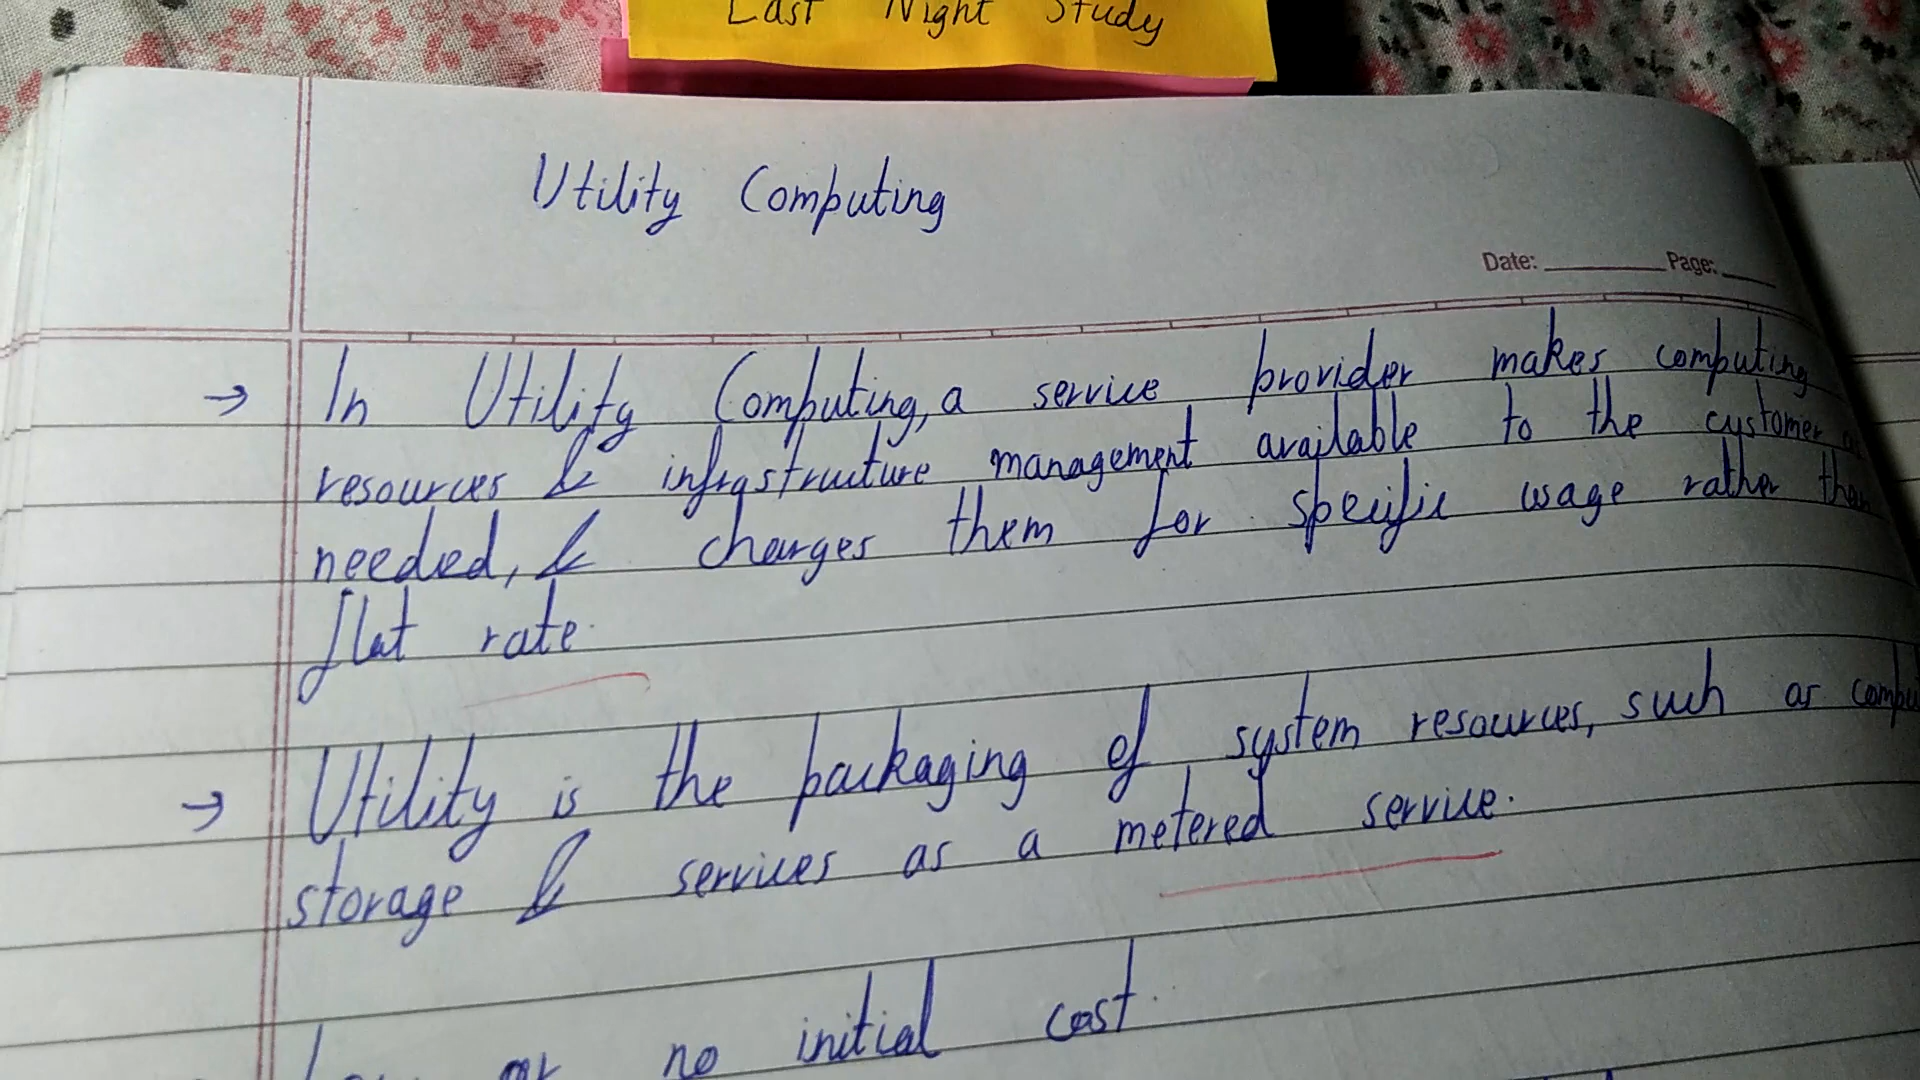 Last Night Study
Utility Computing
Date: Page:
→ In Utility Computing, a service provider makes computing
resources & infrastructure management available to the customer as
needed, & charges them for specific usage rather than
flat rate.
→ Utility is the packaging of system resources, such as
storage & services as a metered service.
or no initial cost.